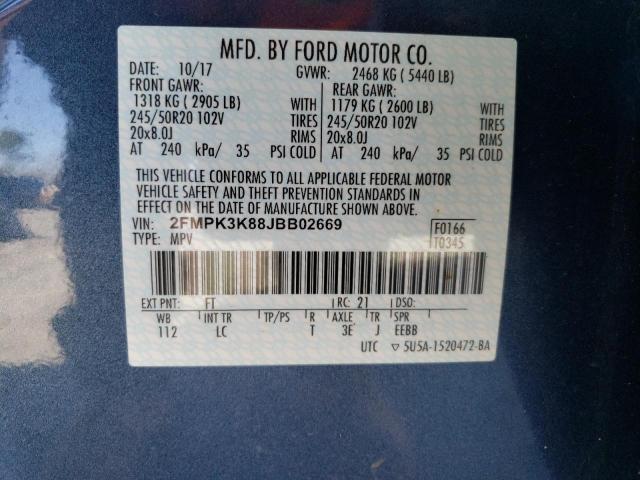 MFD. BY FORD MOTOR CO.
DATE: 10/17 GVWR: 2468 KG ( 5440 LB)
FRONT GAWR: REAR GAWR:
1318 KG ( 2905 LB) WITH 1179 KG ( 2600 LB) WITH
245/50R20 102V TIRES 245/50R20 102V TIRES
20x8.0J RIMS 20x8.0J RIMS
AT 240 kPa/ 35 PSI COLD AT 240 kPa/ 35 PSI COLD
THIS VEHICLE CONFORMS TO ALL APPLICABLE FEDERAL MOTOR
VEHICLE SAFETY AND THEFT PREVENTION STANDARDS IN
EFFECT ON THE DATE OF MANUFACTURE SHOWN ABOVE.
VIN: 2FMPK3K88JBB02669 F0166
TYPE: MPV T0345
EXT PNT: FT RC: 21 DSO:
WB INT TR TP/PS R AXLE TR SPR
112 LC T 3E J EEBB
UTC ▽ 5U5A-1520472-BA